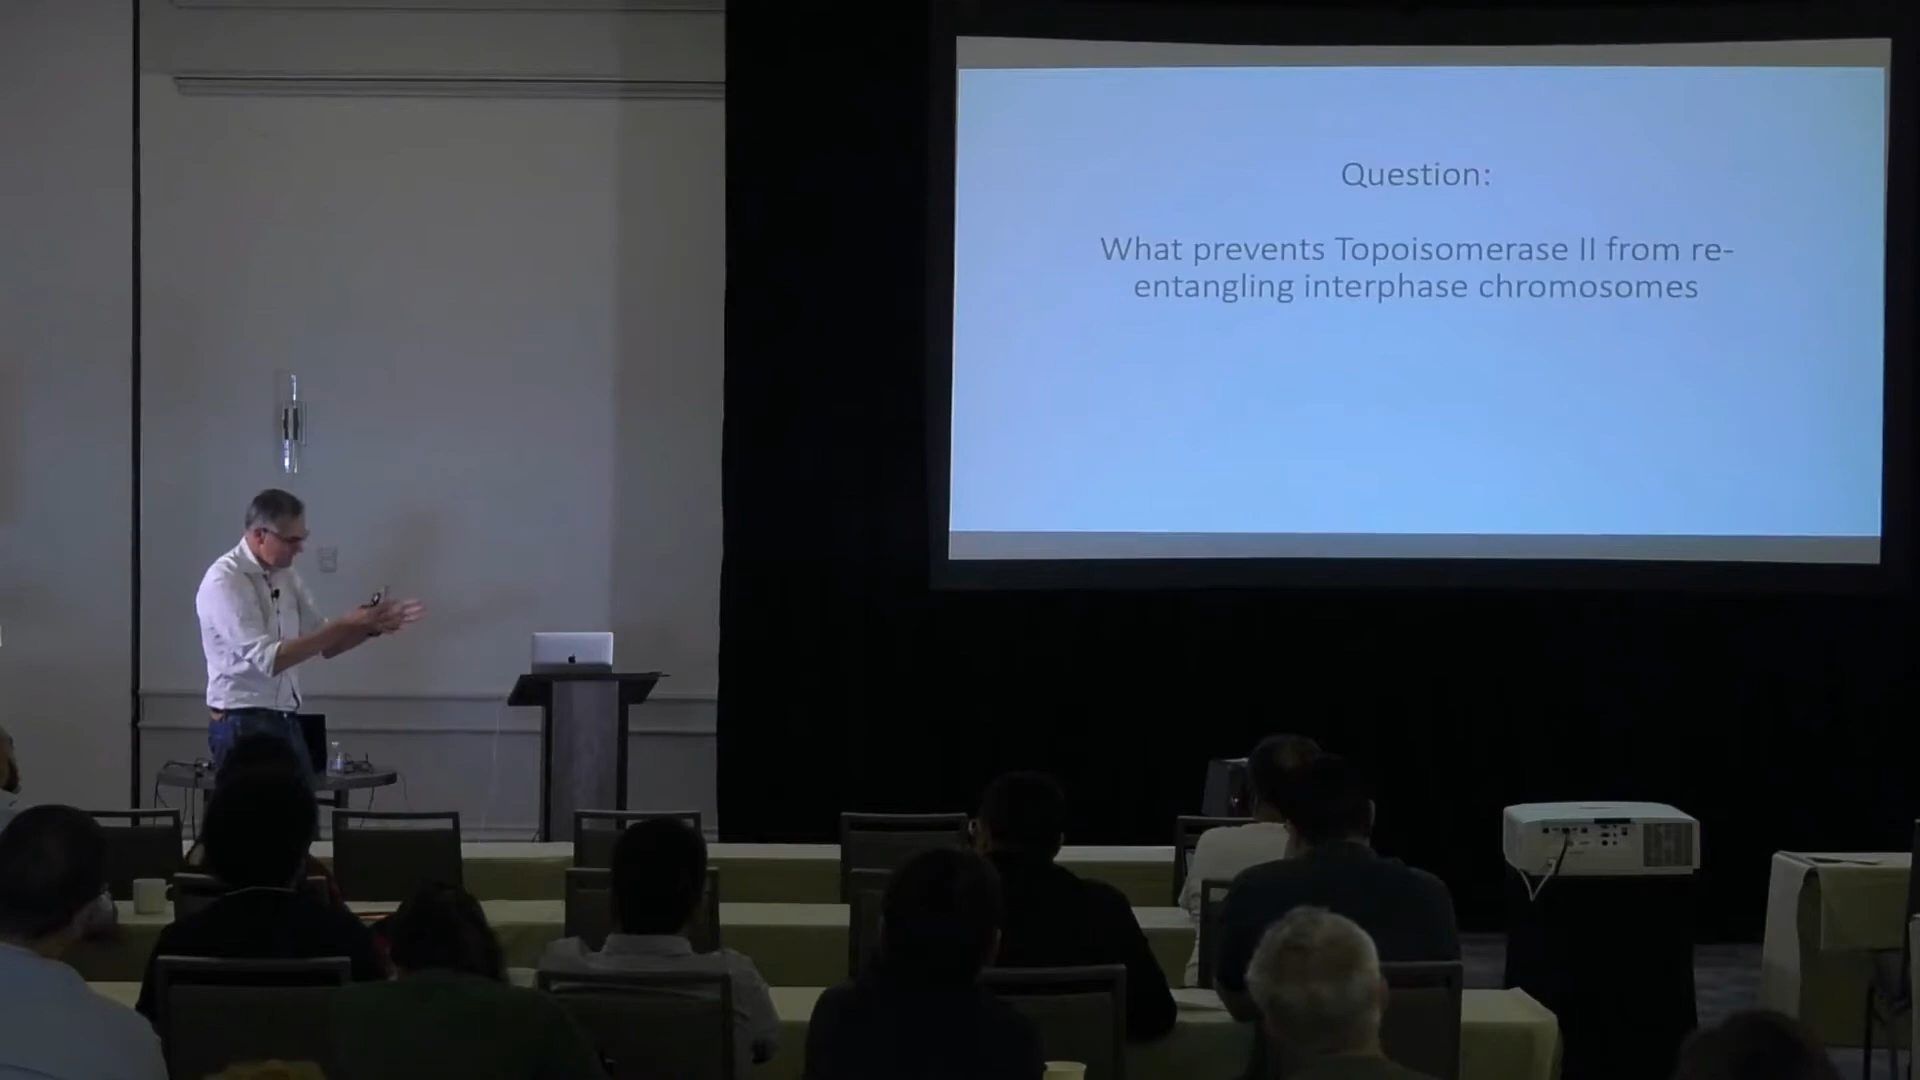 Question:
What prevents Topoisomerase II from re-
entangling interphase chromosomes